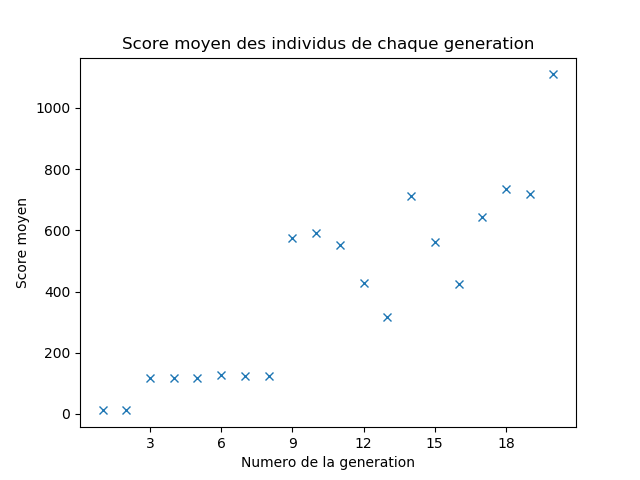 Score moyen des individus de chaque generation
1000
800
600
400
200
0
Score moyen
3 6 9 12 15 18
Numero de la generation